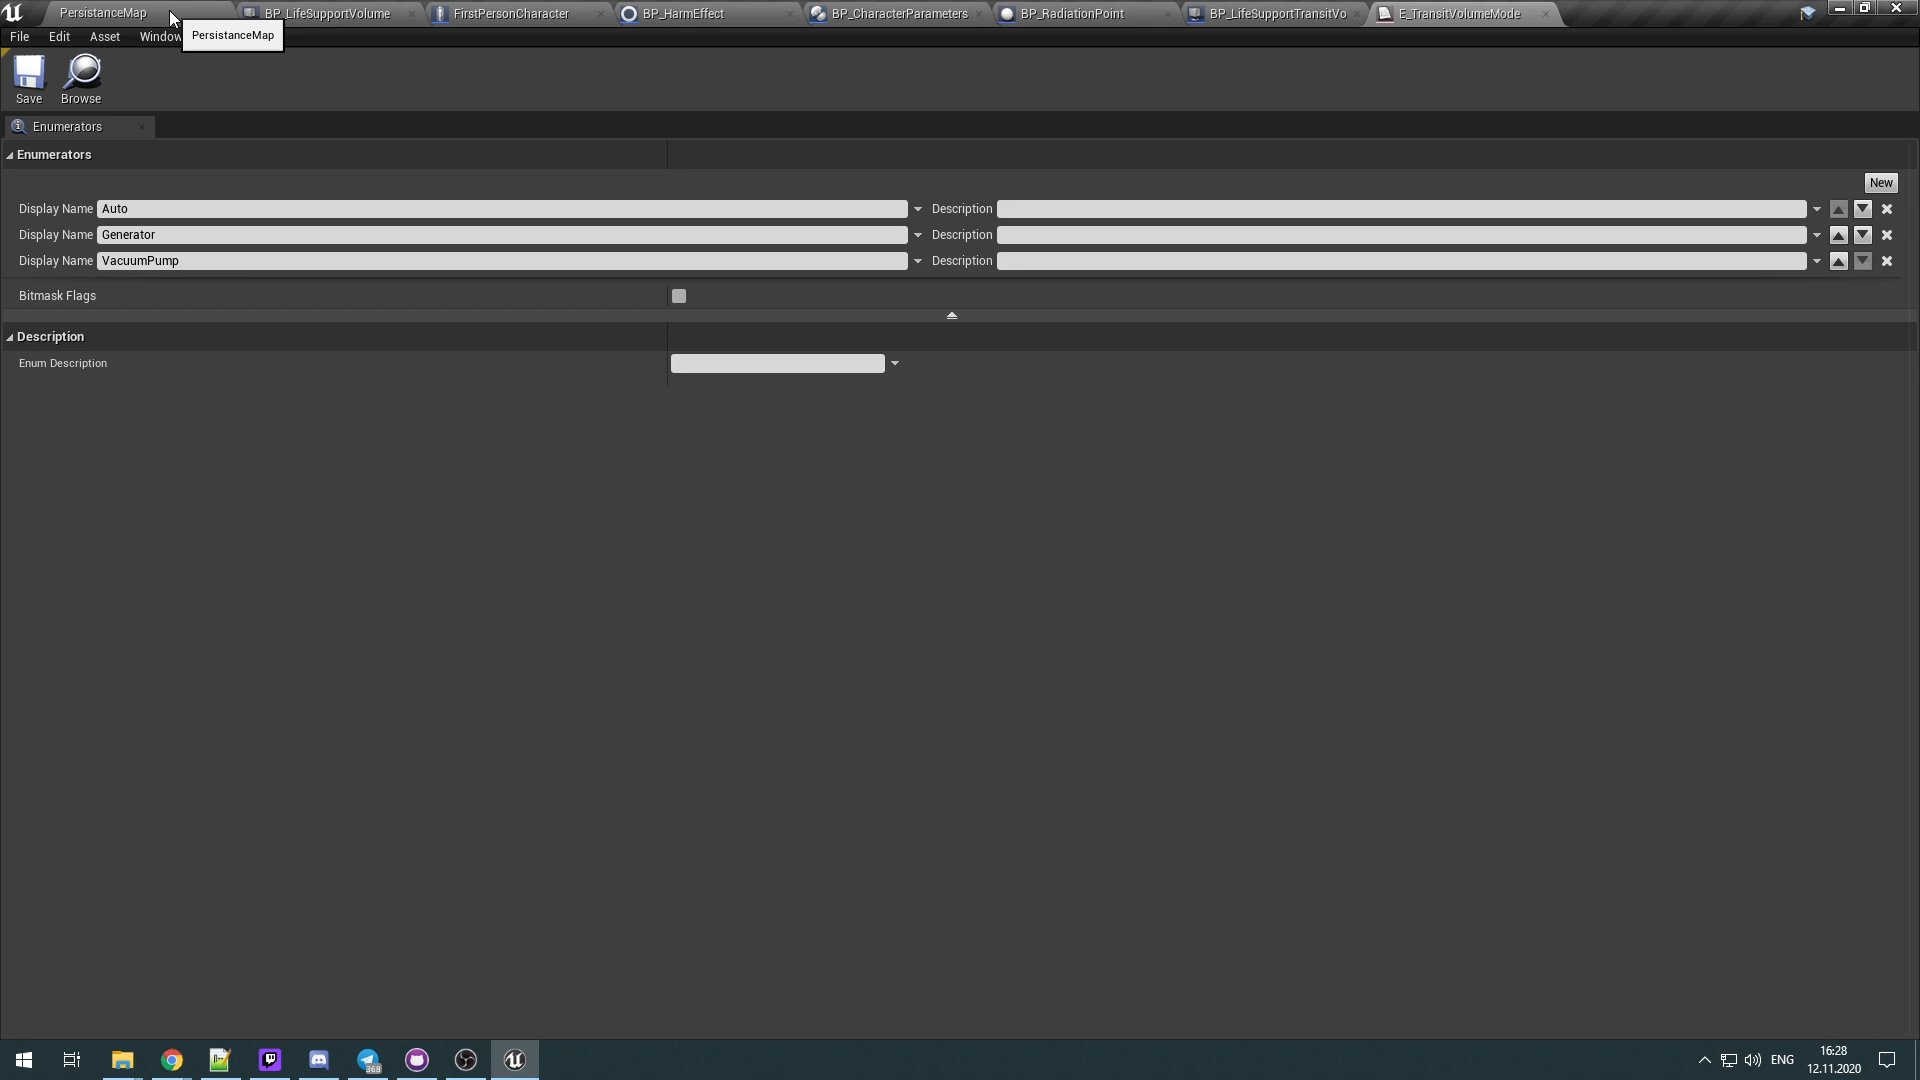 PersistanceMap
BP_LifeSupportVolume
FirstPersonCharacter
BP_HarmEffect
BP_CharacterParameters
BP_RadiationPoint
BP_LifeSupportTransitVo
E_TransitVolumeMode
File
Edit
Asset
Window
PersistanceMap
Save
Browse
Enumerators
Enumerators
New
Display Name Auto Description
Display Name Generator Description
Display Name VacuumPump Description
Bitmask Flags
Description
Enum Description
368
ENG
16:28
12.11.2020